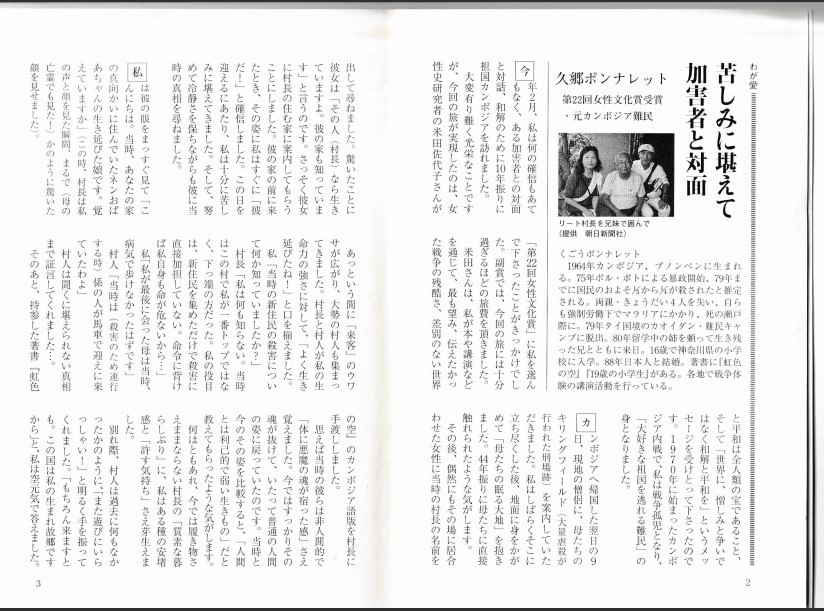 わが愛
苦しみに堪えて
加害者と対面
久郷ポンナレット
第22回女性文化賞受賞
・元カンボジア難民
リート村長を兄妹で囲んで
(提供 朝日新聞社)
くごうポンナレット
1964年カンボジア、プノンペンに生まれ
る。75年ポル・ポトによる悪政開始、79年ま
でに国民のおよそ⅓から¼が殺されたと推定
される。両親・きょうだい4人を失い、自ら
も強制労働下でマラリアにかかり、死の瀬戸
際に。79年タイ国境のカオイダン・難民キャ
ンプに脱出。80年留学中の姉を頼って生き残
った兄とともに来日。16歳で神奈川県の小学
校に入学。88年日本人と結婚。著書に『虹色
の空』『19歳の小学生』がある。各地で戦争体
験の講演活動を行っている。
今年2月、私は何の確信もあて
もなく、ある加害者との対面
と対話、和解のために10年振りに
祖国カンボジアを訪れました。
大変有り難く光栄なことです
が、今回の旅が実現したのは、女
性史研究者の米田佐代子さんが
「第22回女性文化賞」に私を選ん
で下さったことがきっかけでし
た。副賞では、今回の旅には十分
過ぎるほどの旅費を頂きました。
米田さんは、私が本や講演など
を通じて、最も望み、伝えたかっ
た戦争の残酷さ、差別のない世界
と平和は全人類の宝であること、
そして「世界に、憎しみと争いで
はなく和解と平和を」というメッ
セージを受けとって下さったので
す。1970年に始まったカンボ
ジア内戦で、私は戦争孤児となり、
「大好きな祖国を逃れる難民」の
身となりました。
カンボジアへ帰国した翌日の9
日、現地の僧侶に、母たちの
キリングフィールド(大量虐殺が
行われた刑場跡)を案内していた
だきました。私はしばらくそこに
立ち尽くした後、地面に身をかが
めて「母たちの眠る大地」を抱き
ました。44年振りに母たちに直接
触れられたような気がします。
その後、偶然にもその場に居合
わせた女性に当時の村長の名前を
2
出して尋ねました。驚いたことに
彼女は「その人(村長)なら生き
ていますよ。彼の家も知っていま
す」と言うのです。さっそく彼女
に村長の住む家に案内してもらう
ことにしました。彼の家の前に来
たとき、その姿に私はすぐに「彼
だ!」と確信しました。この日を
迎えるにあたり、私は十分に苦し
みに堪えてきました。そして、努
めて冷静さを保ちながらも彼に当
時の真相を尋ねました。
私は彼の眼をまっすぐ見て「こ
んにちは。当時、あなたの家
の真向かいに住んでいたネンおば
あちゃんの生き延びた娘です。覚
えていますか」(この時、村長は私
の声と顔を見た瞬間、まるで〈母の
亡霊でも見た!〉かのように驚いた
顔を見せました)。
あっという間に「来客」のウワ
サが広がり、大勢の村人も集まっ
てきました。村長と村人が私の生
命力の強さに対して、「よく生き
延びたね!」と口を揃えました。
私「当時の新住民の殺害につい
て何か知っていましたか?」
村長「私は何も知らない。当時
はこの村で私が一番トップではな
く、下っ端の方だった。私の役目
は、新住民を集めただけで殺害に
直接加担していない。命令に背け
ば私自身も命が危ないから…」
私「私が最後に会った母は当時、
病気で歩けなかったはずです」
村人「当時は(殺害のため連行
する時)係の人が馬車で迎えに来
ていたわよ」
村人は聞くに堪えられない真相
まで証言してくれました…。
そのあと、持参した著書『虹色
の空』のカンボジア語版を村長に
手渡ししました。
思えば当時の彼らは非人間的で
「体に悪魔の魂が宿った感」さえ
覚えました。今ではすっかりその
魂が抜けて、いたって普通の人間
の姿に戻っていたのです。当時と
今のその姿を比較すると、「人間
とは利己的で弱い生きもの」だと
教えてもらったような気がします。
何はともあれ、今では履き物さ
えままならない村長の「質素な暮
らしぶり」に、私はある種の安堵
感と「許す気持ち」さえ芽生えま
した。
別れ際、村人は過去に何もなか
ったかのように、「また遊びにいら
っしゃい!」と明るく手を振って
くれました。「もちろん来ますと
も。この国は私の生まれ故郷です
から」と、私は空元気で答えました。
3